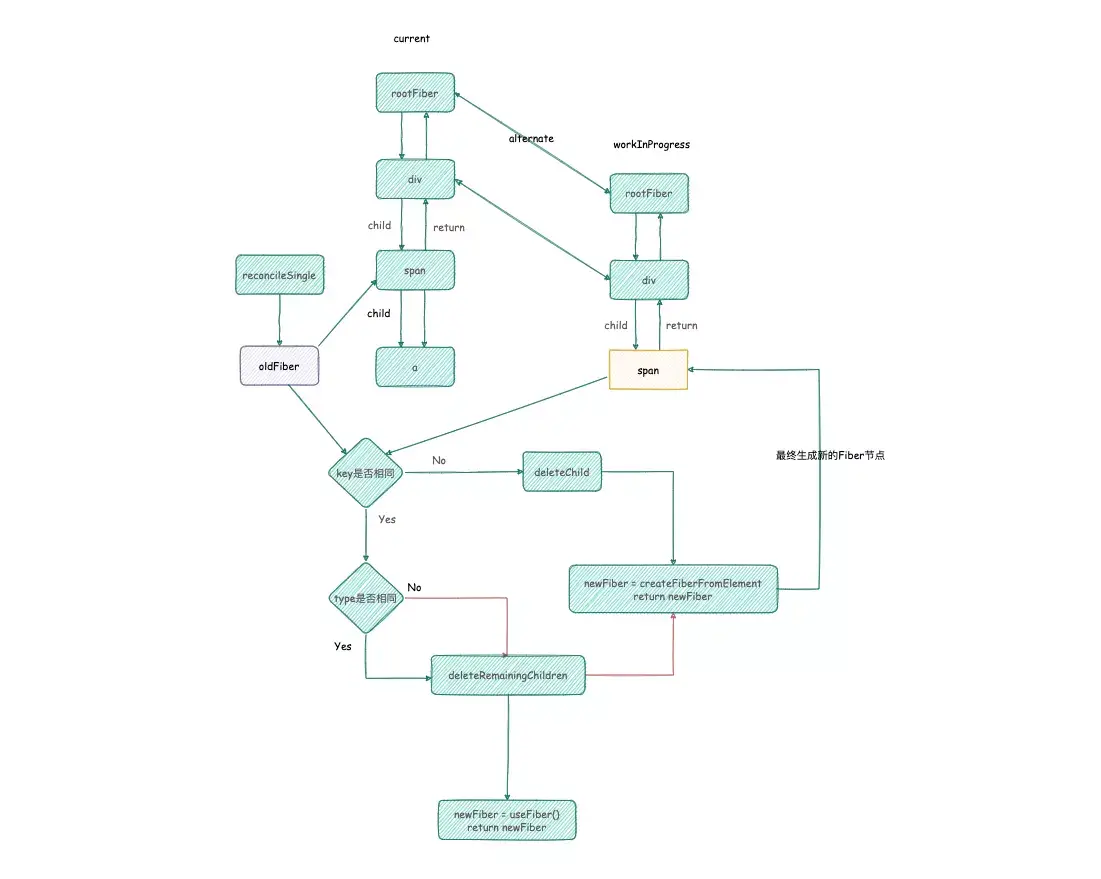 current
rootFiber
alternate
workInProgress
div
rootFiber
child
return
reconcileSingle
span
div
child
child
return
oldFiber
a
span
key是否相同
No
deleteChild
最终生成新的Fiber节点
Yes
newFiber = createFiberFromElement
return newFiber
type是否相同
No
Yes
deleteRemainingChildren
newFiber = useFiber()
return newFiber